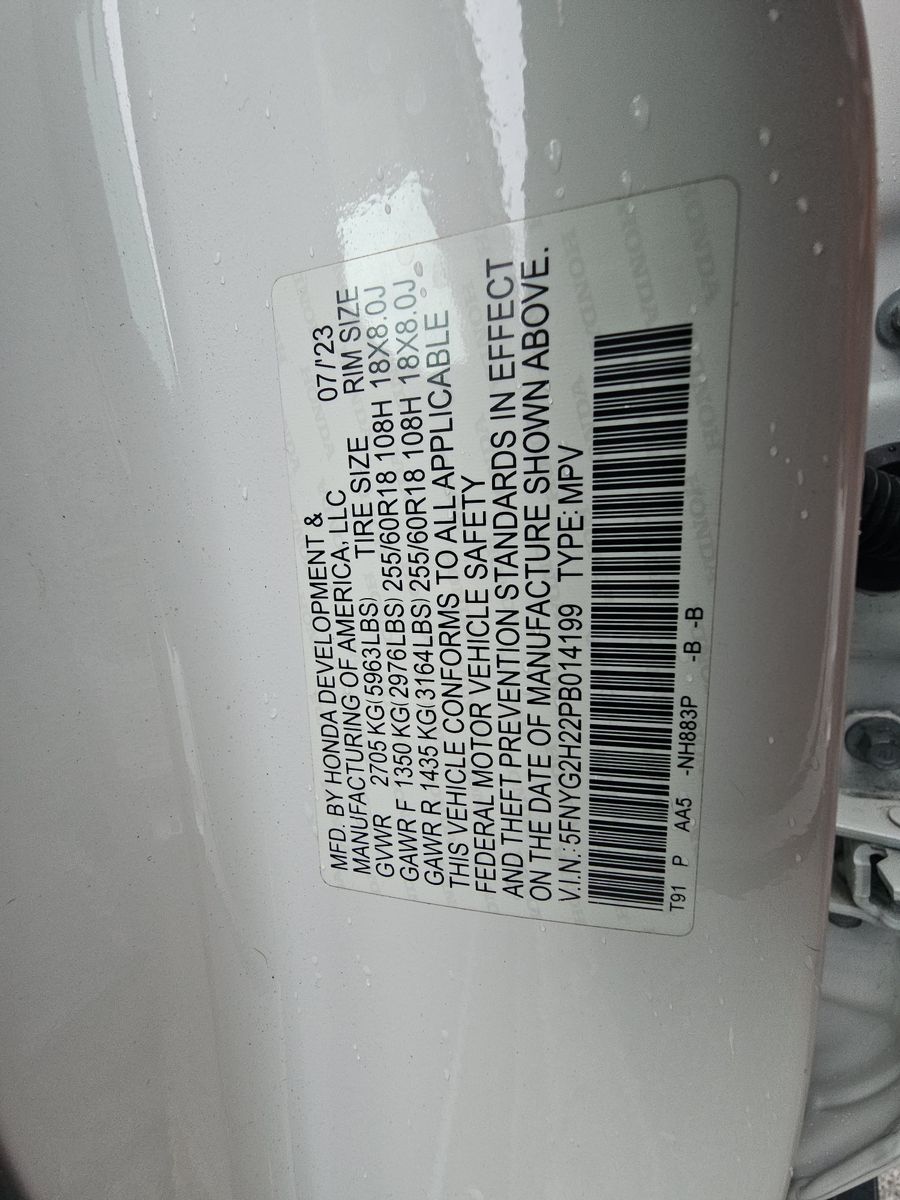 MFD. BY HONDA DEVELOPMENT &
MANUFACTURING OF AMERICA, LLC 07/'23
GVWR 2705 KG(5963LBS) TIRE SIZE RIM SIZE
GAWR F 1350 KG(2976LBS) 255/60R18 108H 18X8.0J
GAWR R 1435 KG(3164LBS) 255/60R18 108H 18X8.0J
THIS VEHICLE CONFORMS TO ALL APPLICABLE
FEDERAL MOTOR VEHICLE SAFETY
AND THEFT PREVENTION STANDARDS IN EFFECT
ON THE DATE OF MANUFACTURE SHOWN ABOVE.
V.I.N.: 5FNYG2H22PB014199 TYPE: MPV
T91 P AA5 -NH883P -B -B
HONDA